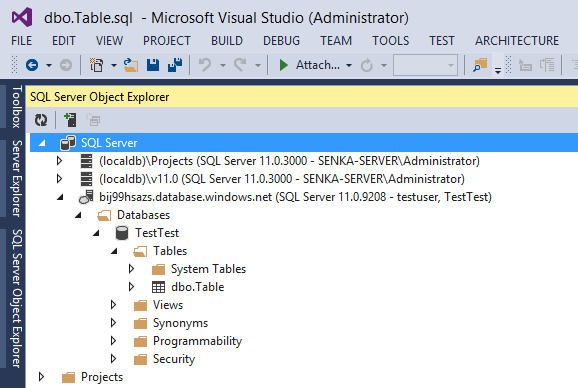 dbo.Table.sql - Microsoft Visual Studio (Administrator)
FILE EDIT VIEW PROJECT BUILD DEBUG TEAM TOOLS TEST ARCHITECTURE
Attach...
Toolbox
Server Explorer
SQL Server Object Explorer
SQL Server Object Explorer
SQL Server
(localdb)\Projects (SQL Server 11.0.3000 - SENKA-SERVER\Administrator)
(localdb)\v11.0 (SQL Server 11.0.3000 - SENKA-SERVER\Administrator)
bij99hsazs.database.windows.net (SQL Server 11.0.9208 - testuser, TestTest)
Databases
TestTest
Tables
System Tables
dbo.Table
Views
Synonyms
Programmability
Security
Projects